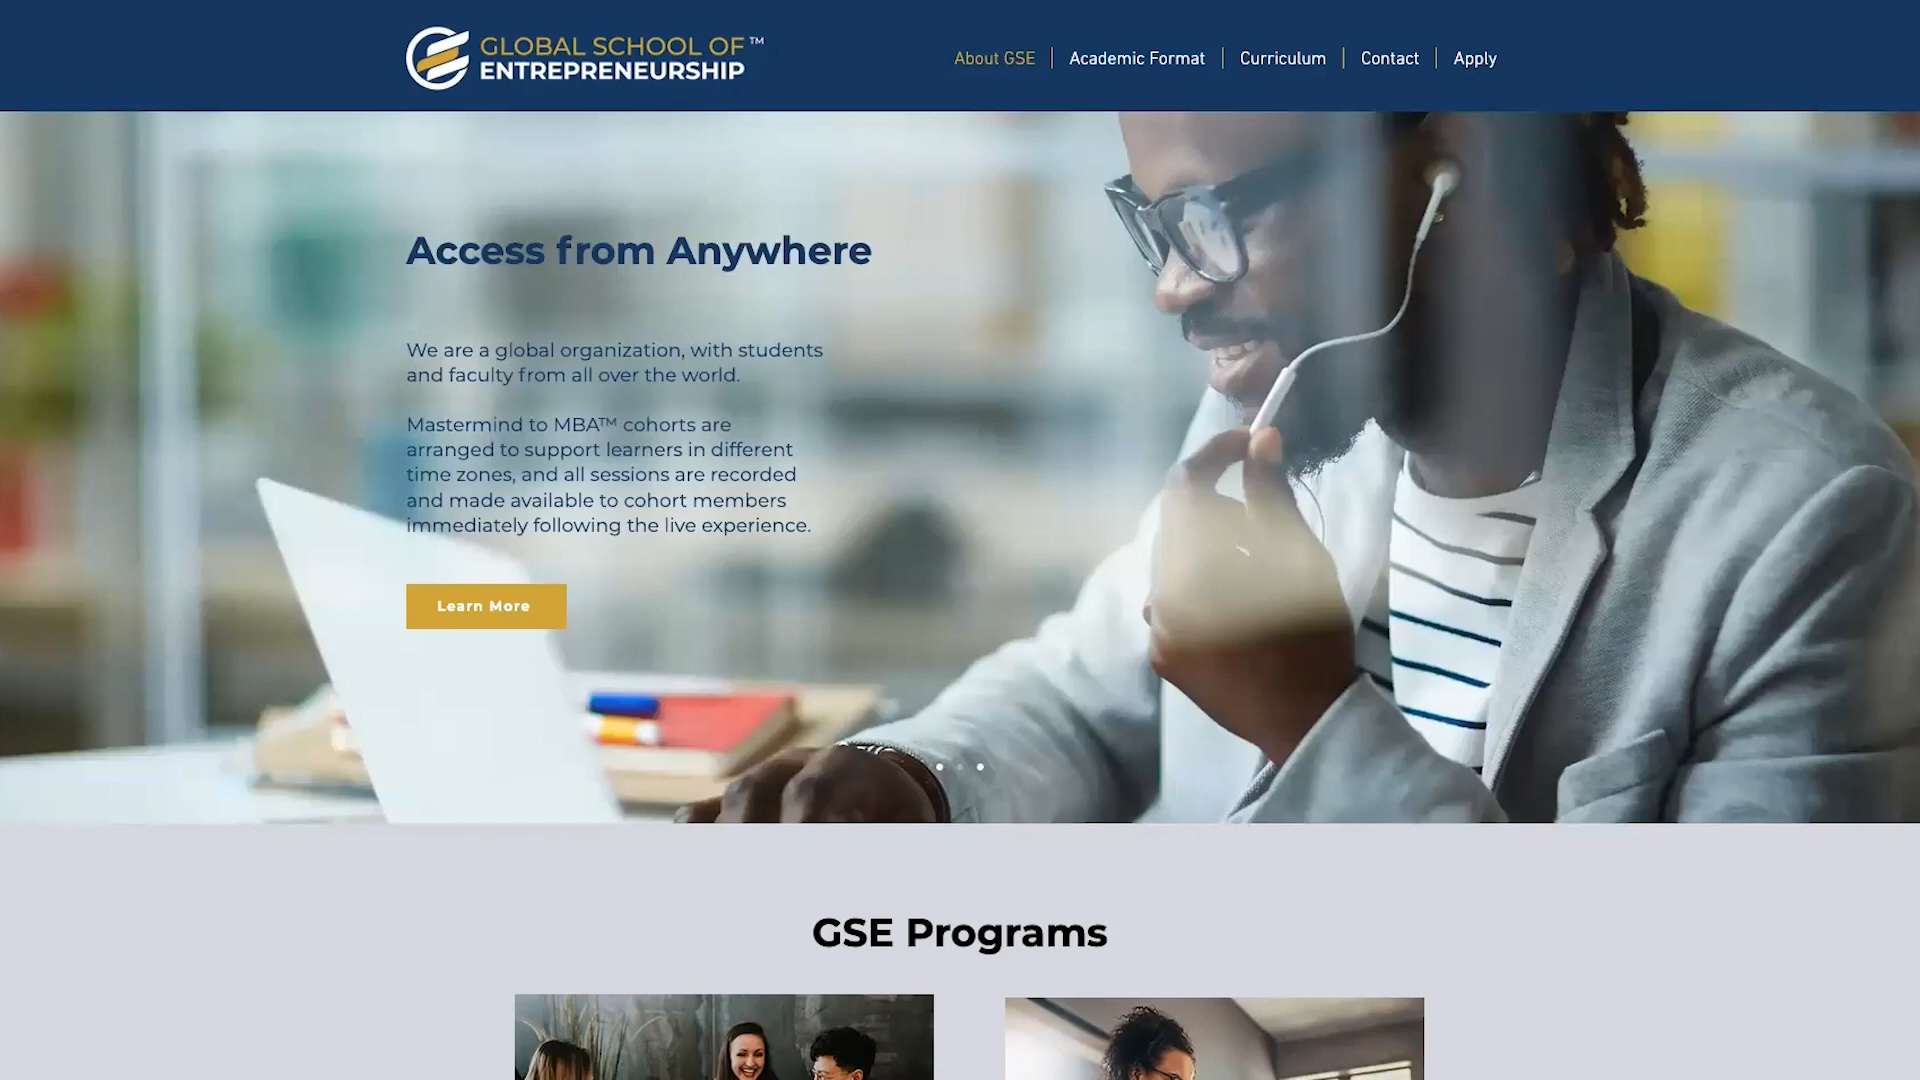 GLOBAL SCHOOL OF ™
ENTREPRENEURSHIP
About GSE
Academic Format
Curriculum
Contact
Apply
Access from Anywhere
We are a global organization, with students
and faculty from all over the world.
Mastermind to MBA™ cohorts are
arranged to support learners in different
time zones, and all sessions are recorded
and made available to cohort members
immediately following the live experience.
Learn More
GSE Programs